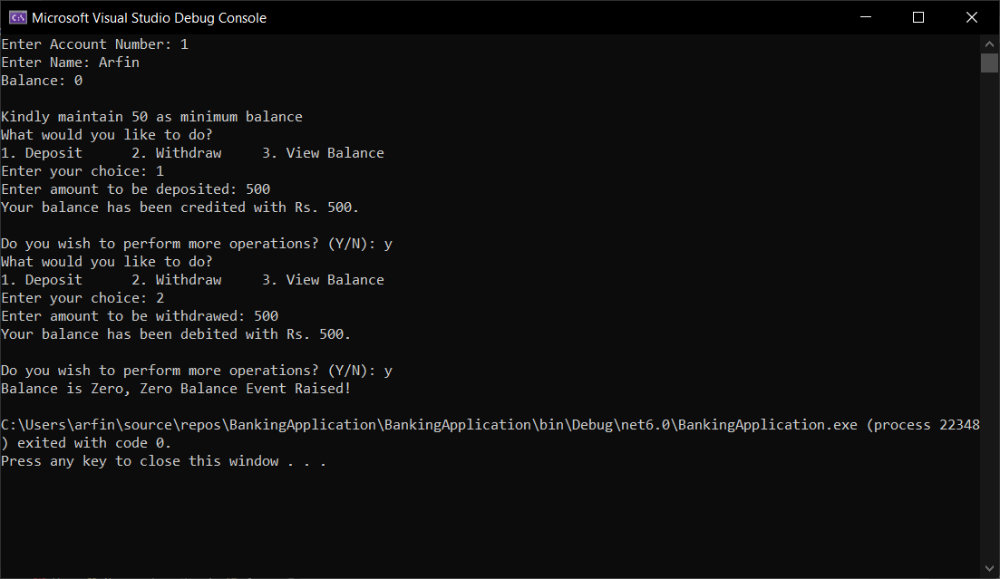 Microsoft Visual Studio Debug Console
Enter Account Number: 1
Enter Name: Arfin
Balance: 0
Kindly maintain 50 as minimum balance
What would you like to do?
1. Deposit      2. Withdraw     3. View Balance
Enter your choice: 1
Enter amount to be deposited: 500
Your balance has been credited with Rs. 500.
Do you wish to perform more operations? (Y/N): y
What would you like to do?
1. Deposit      2. Withdraw     3. View Balance
Enter your choice: 2
Enter amount to be withdrawed: 500
Your balance has been debited with Rs. 500.
Do you wish to perform more operations? (Y/N): y
Balance is Zero, Zero Balance Event Raised!
C:\Users\arfin\source\repos\BankingApplication\BankingApplication\bin\Debug\net6.0\BankingApplication.exe (process 22348
) exited with code 0.
Press any key to close this window . . .